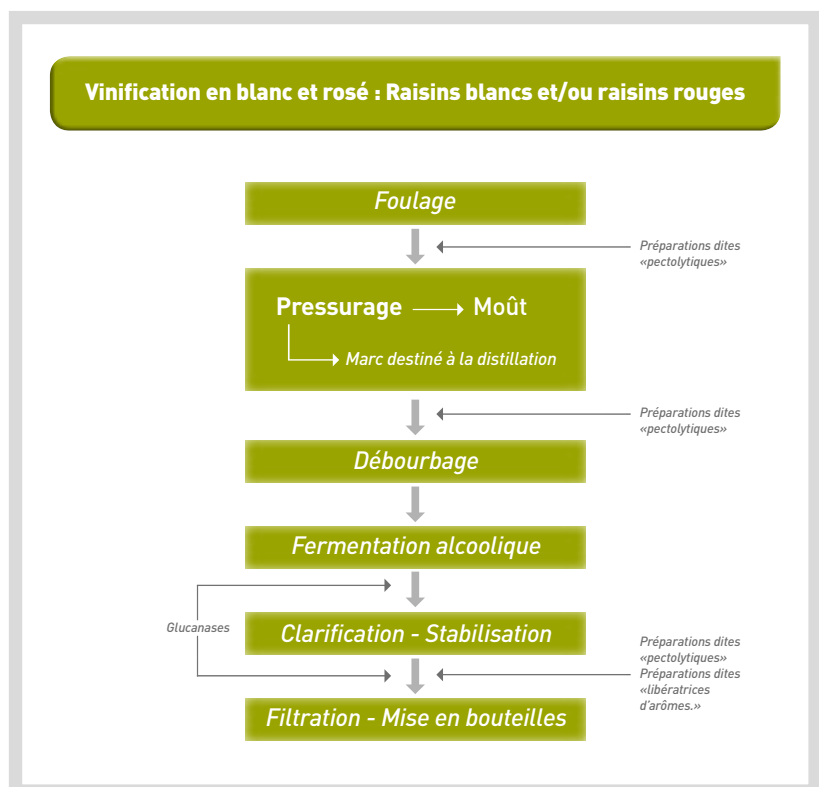 Vinification en blanc et rosé : Raisins blancs et/ou raisins rouges
Foulage
Préparations dites
«pectolytiques»
Pressurage
Moût
Marc destiné à la distillation
Préparations dites
«pectolytiques»
Débourbage
Fermentation alcoolique
Glucanases
Clarification - Stabilisation
Préparations dites
«pectolytiques»
Préparations dites
«libératrices
d'arômes.»
Filtration - Mise en bouteilles